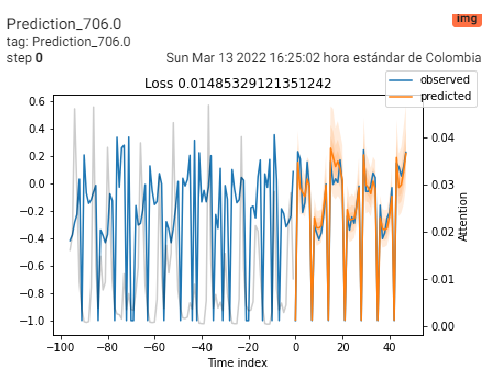 img
Prediction_706.0
tag: Prediction_706.0
step 0 Sun Mar 13 2022 16:25:02 hora estándar de Colombia
Loss 0.01485329121351242
observed
predicted
0.6
0.4
0.2
0.0
−0.2
−0.4
−0.6
−0.8
−1.0
0.04
0.03
0.02
0.01
0.00
Attention
−100 −80 −60 −40 −20 0 20 40
Time index